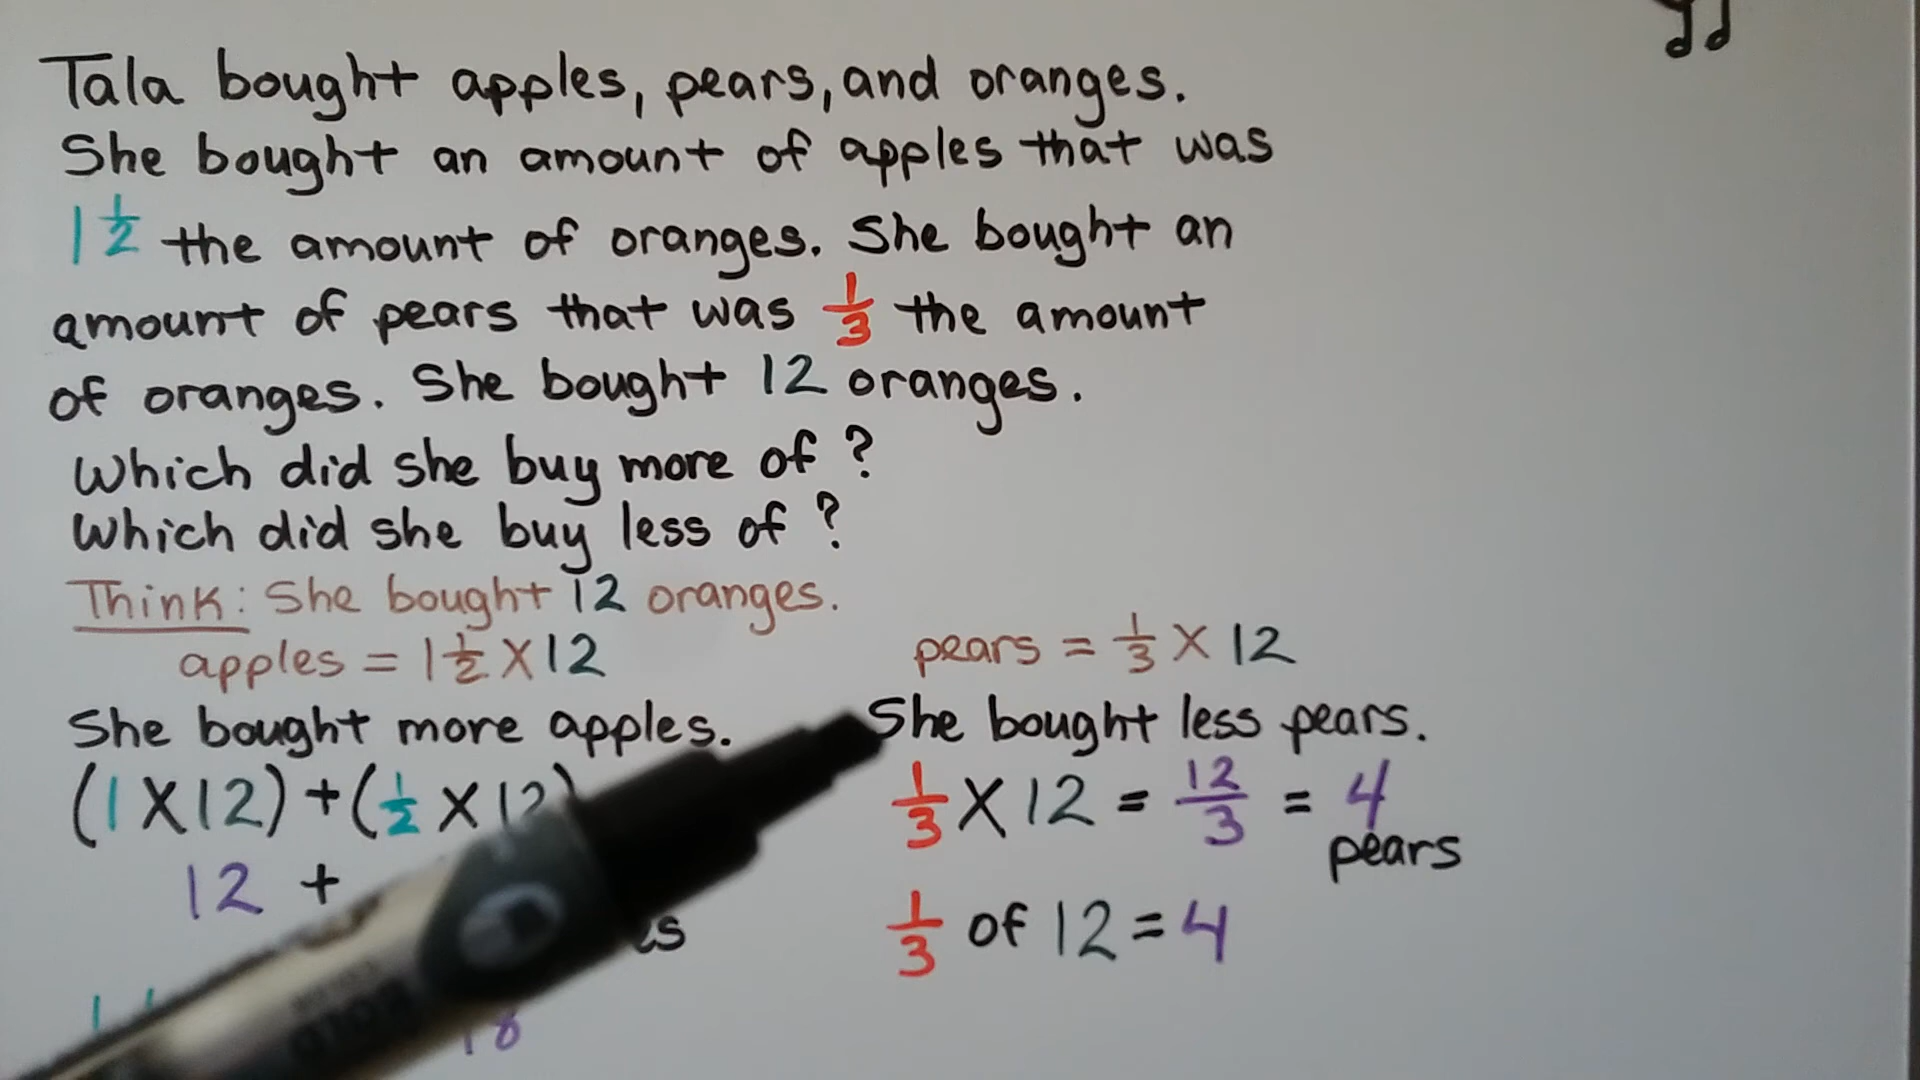 Tala bought apples, pears, and oranges.
She bought an amount of apples that was
1 1/2 the amount of oranges. She bought an
amount of pears that was 1/3 the amount
of oranges. She bought 12 oranges.
Which did she buy more of?
Which did she buy less of?
Think: She bought 12 oranges.
apples = 1 1/2 X 12
pears = 1/3 X 12
She bought more apples.
(1 X 12) + (1/2 X 12)
12 +
She bought less pears.
1/3 X 12 = 12/3 = 4
pears
1/3 of 12 = 4